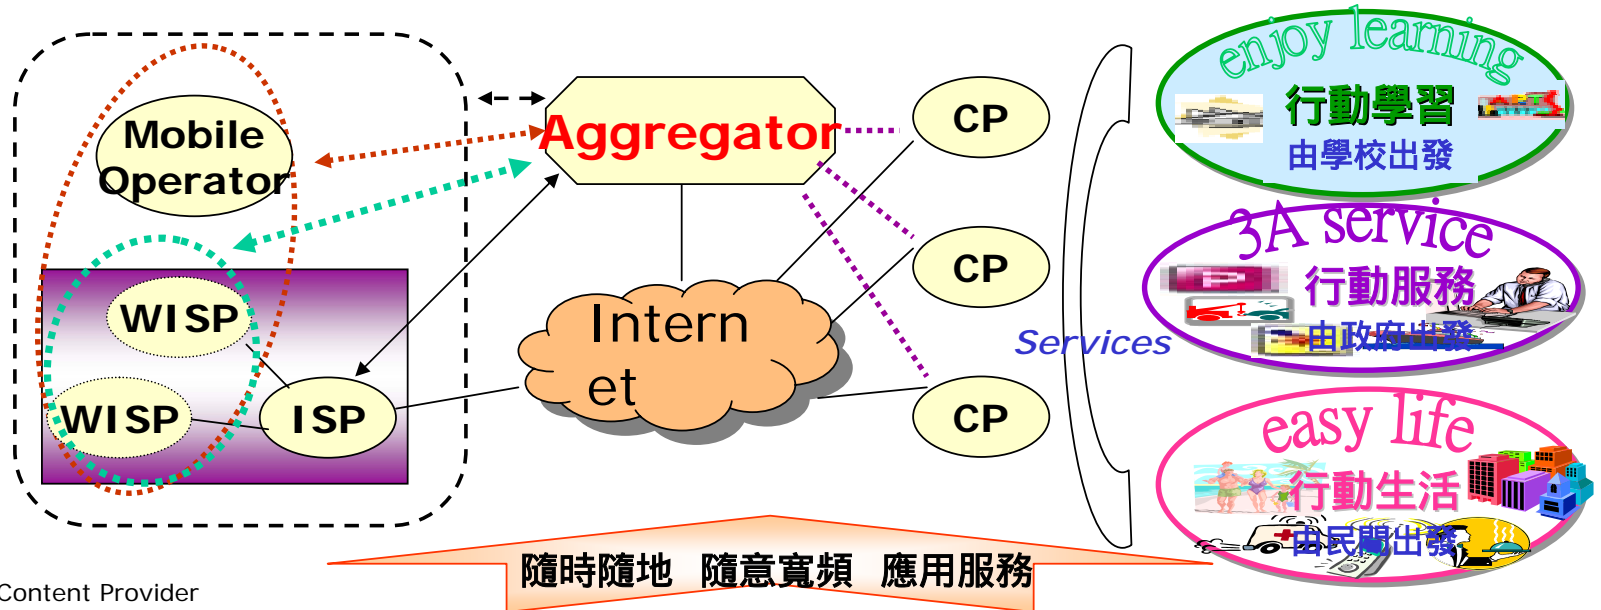 Mobile
Operator
WISP
WISP
ISP
Aggregator
Intern
et
CP
CP
CP
Services
enjoy learning
行動學習
由學校出發
3A service
行動服務
由政府出發
easy life
行動生活
由民間出發
隨時隨地 隨意寬頻 應用服務
Content Provider